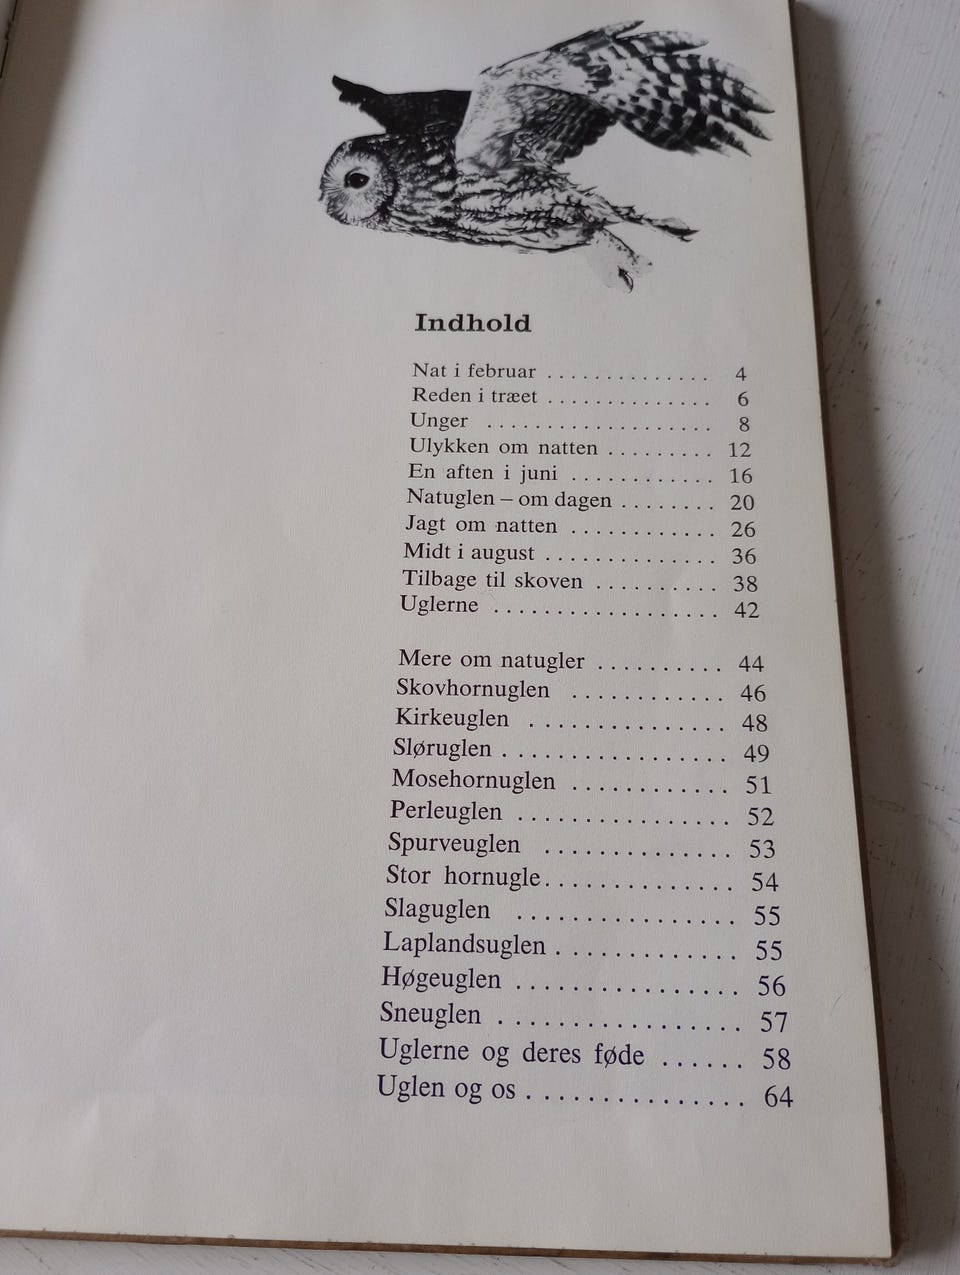 Indhold
Nat i februar .............. 4
Reden i træet .............. 6
Unger ................... 8
Ulykken om natten ......... 12
En aften i juni ............ 16
Natuglen – om dagen ........ 20
Jagt om natten ............ 26
Midt i august .............. 36
Tilbage til skoven .......... 38
Uglerne .................. 42
Mere om natugler .......... 44
Skovhornuglen ............ 46
Kirkeuglen .............. 48
Sløruglen ................. 49
Mosehornuglen ............ 51
Perleuglen ................ 52
Spurveuglen .............. 53
Stor hornugle.............. 54
Slaguglen ................ 55
Laplandsuglen ............. 55
Høgeuglen ................ 56
Sneuglen ................. 57
Uglerne og deres føde ...... 58
Uglen og os ............... 64